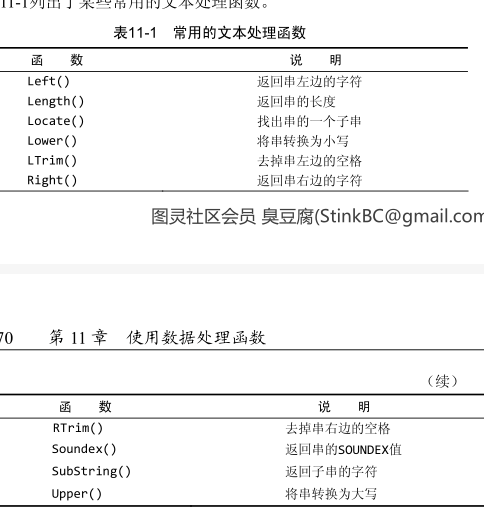 11-1列出了某些常用的文本处理函数。
表11-1 常用的文本处理函数
函 数 说 明
Left() 返回串左边的字符
Length() 返回串的长度
Locate() 找出串的一个子串
Lower() 将串转换为小写
LTrim() 去掉串左边的空格
Right() 返回串右边的字符
图灵社区会员 臭豆腐(StinkBC@gmail.com
70 第 11 章 使用数据处理函数
（续）
函 数 说 明
RTrim() 去掉串右边的空格
Soundex() 返回串的SOUNDEX值
SubString() 返回子串的字符
Upper() 将串转换为大写